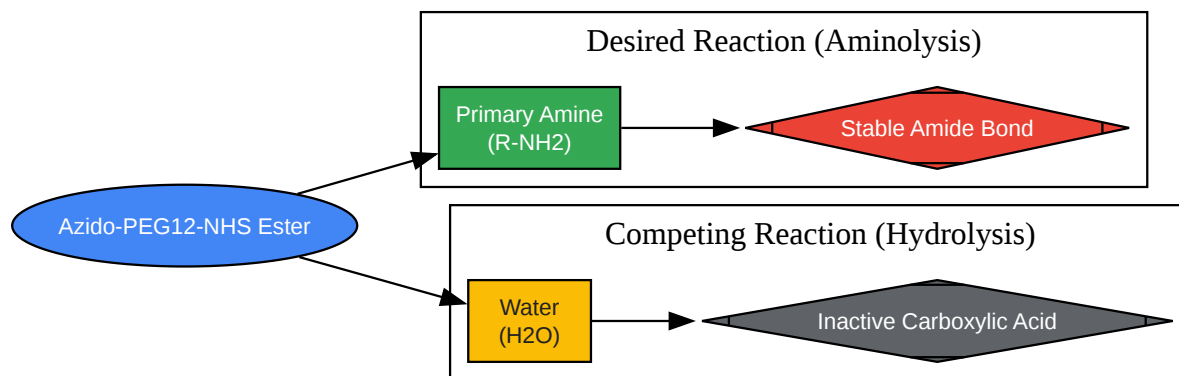 Desired Reaction (Aminolysis)
Primary Amine
(R-NH2)
Stable Amide Bond
Azido-PEG12-NHS Ester
Competing Reaction (Hydrolysis)
Water
(H2O)
Inactive Carboxylic Acid